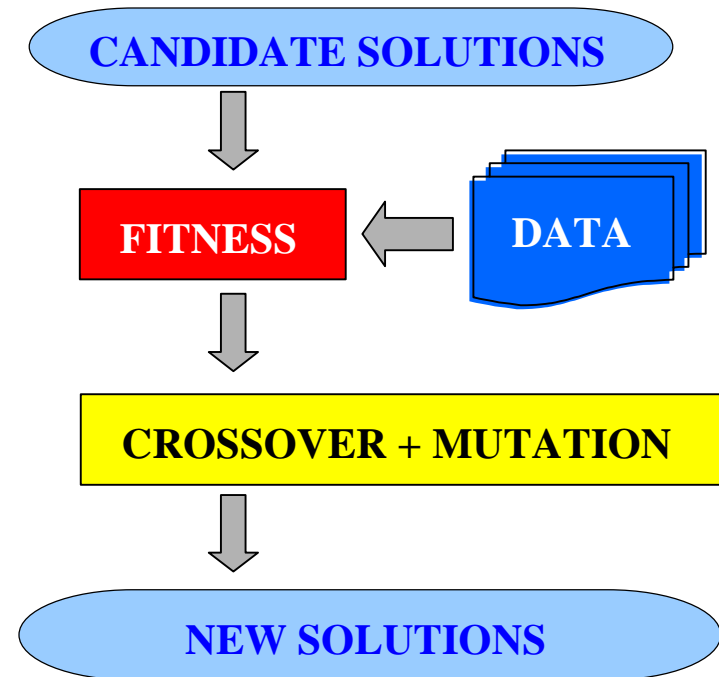 CANDIDATE SOLUTIONS
FITNESS
DATA
CROSSOVER + MUTATION
NEW SOLUTIONS